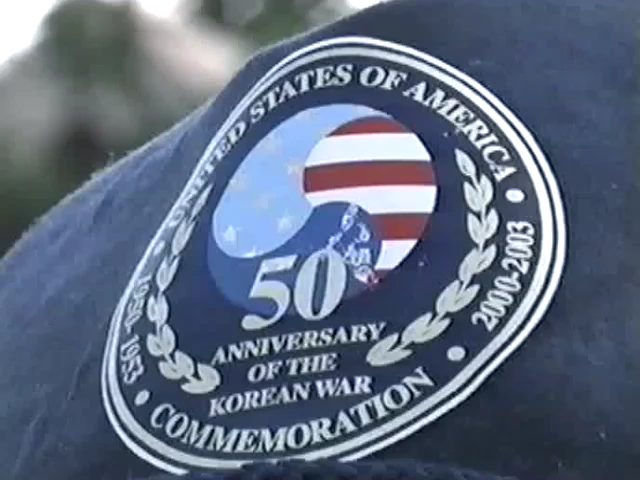 UNITED STATES OF AMERICA
1950-1953
2000-2003
50
ANNIVERSARY
OF THE
KOREAN WAR
COMMEMORATION